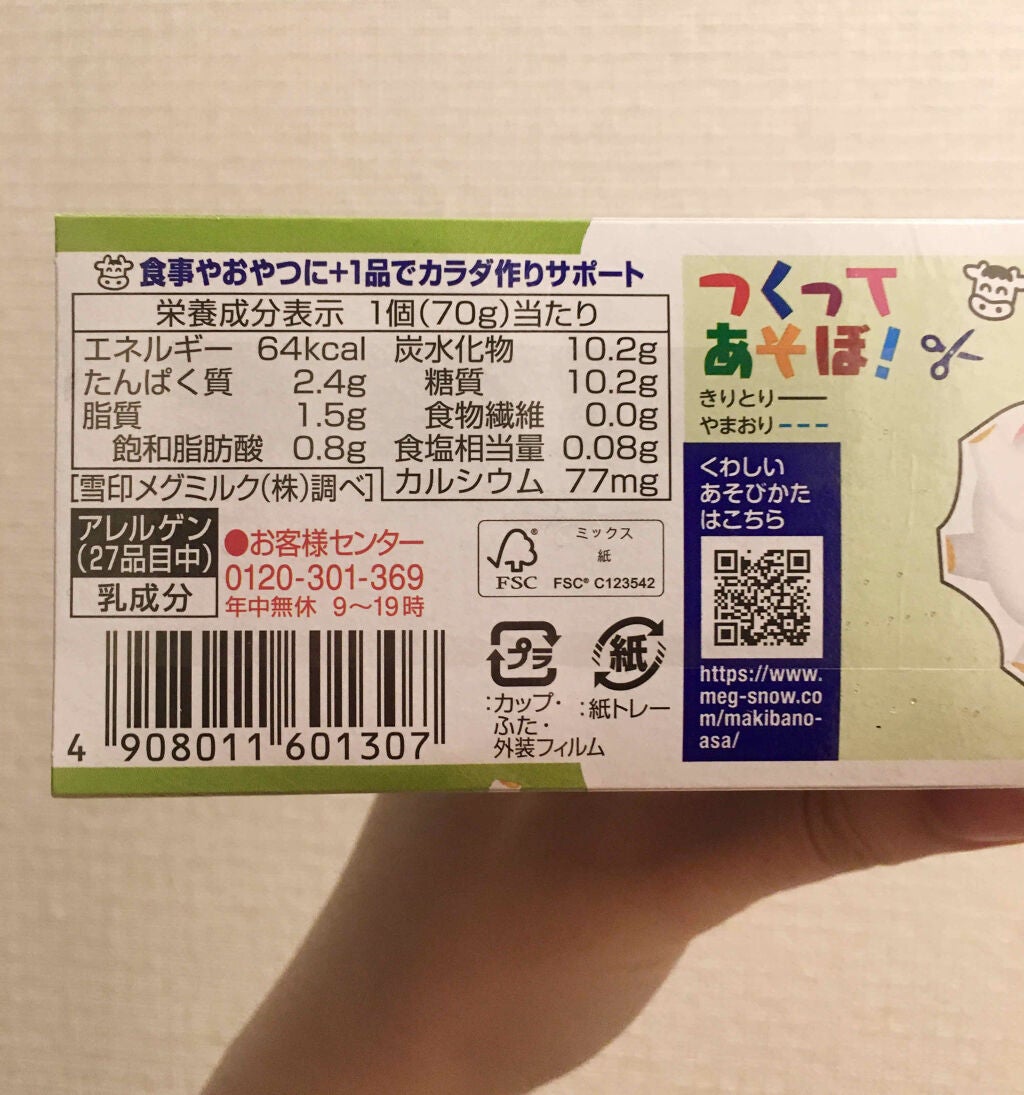 食事やおやつに+1品でカラダ作りサポート
栄養成分表示 1個(70g)当たり
エネルギー 64kcal 炭水化物 10.2g
たんぱく質 2.4g 糖質 10.2g
脂質 1.5g 食物繊維 0.0g
飽和脂肪酸 0.8g 食塩相当量 0.08g
[雪印メグミルク(株)調べ] カルシウム 77mg
アレルゲン
(27品目中)
乳成分
●お客様センター
0120-301-369
年中無休 9〜19時
FSC
ミックス
紙
FSC® C123542
プラ
:カップ・
ふた・
外装フィルム
紙
:紙トレー
4 908011 601307
つくって
あそぼ!
きりとり
やまおり
くわしい
あそびかた
はこちら
https://www.
meg-snow.co
m/makibano-
asa/